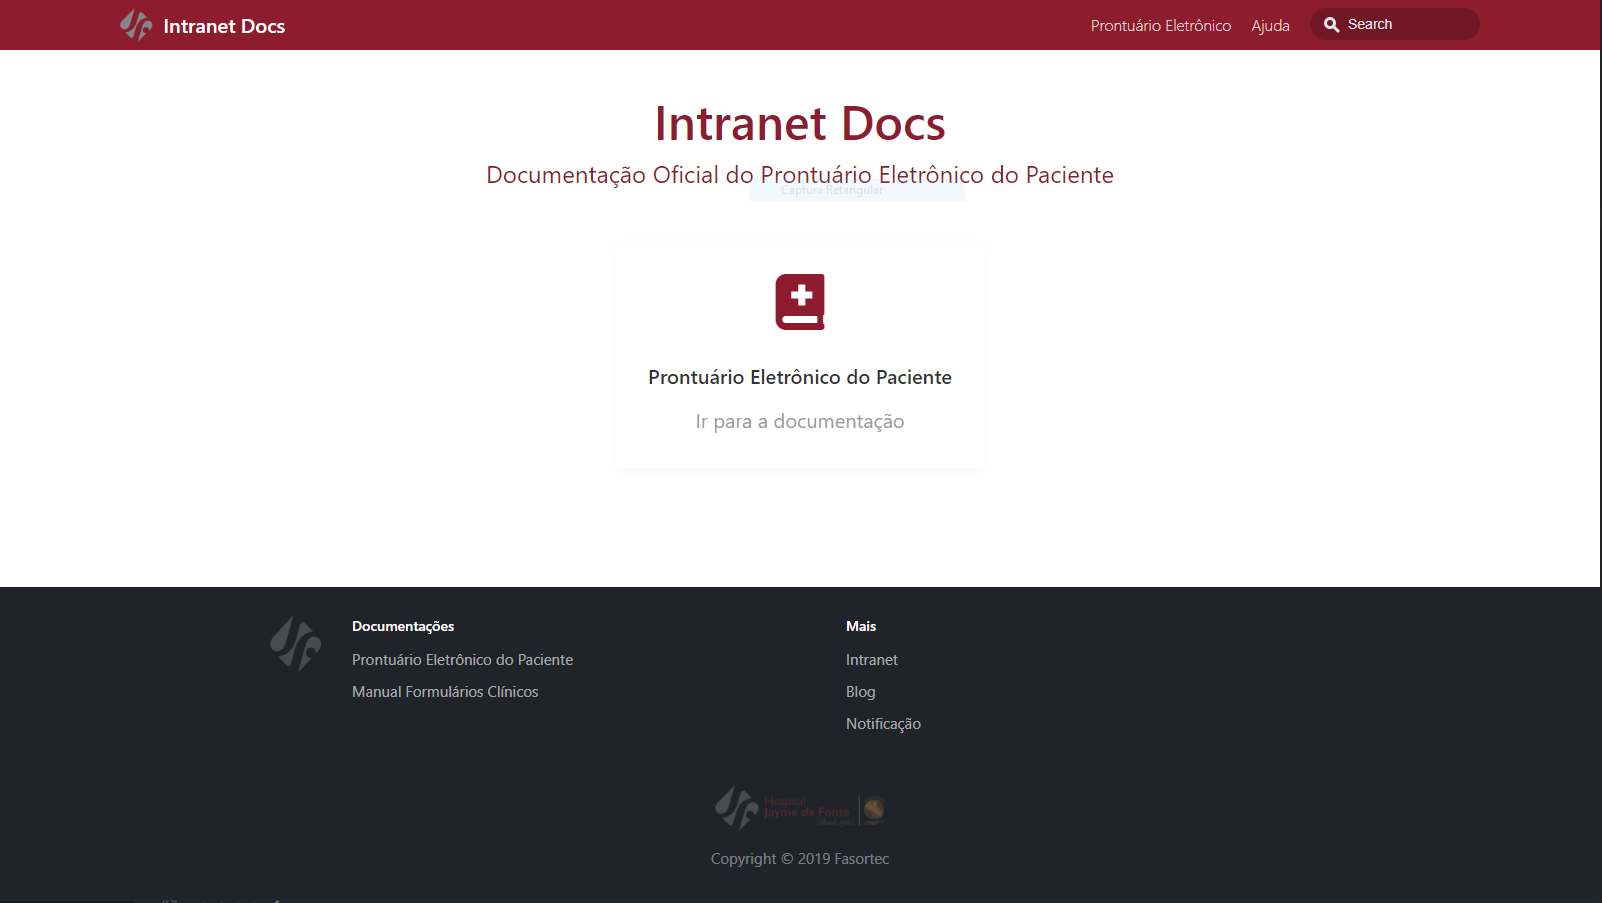 Intranet Docs
Prontuário Eletrônico
Ajuda
Search
Intranet Docs
Documentação Oficial do Prontuário Eletrônico do Paciente
Captura Retangular
Prontuário Eletrônico do Paciente
Ir para a documentação
Documentações
Prontuário Eletrônico do Paciente
Manual Formulários Clínicos
Mais
Intranet
Blog
Notificação
Hospital
Jayme da Fonte
Copyright © 2019 Fasortec